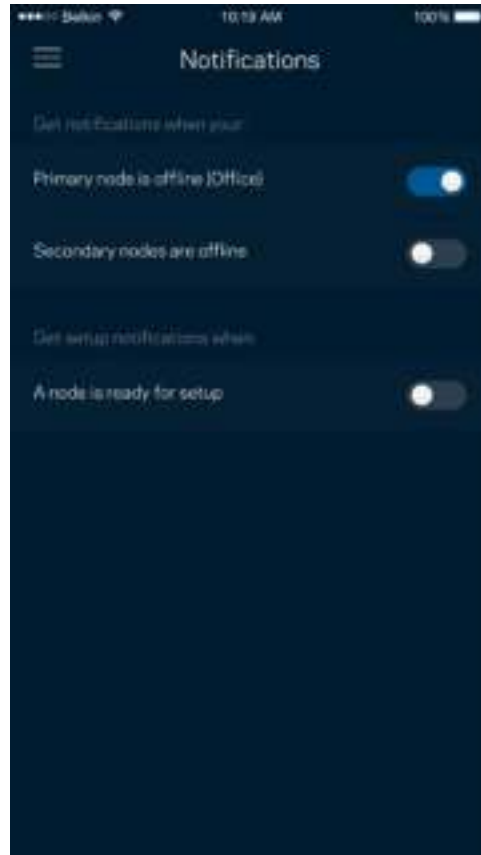 Belkin 10:19 AM 100%
Notifications
Get notifications when your:
Primary node is offline (Office)
Secondary nodes are offline
Get setup notifications when:
A node is ready for setup